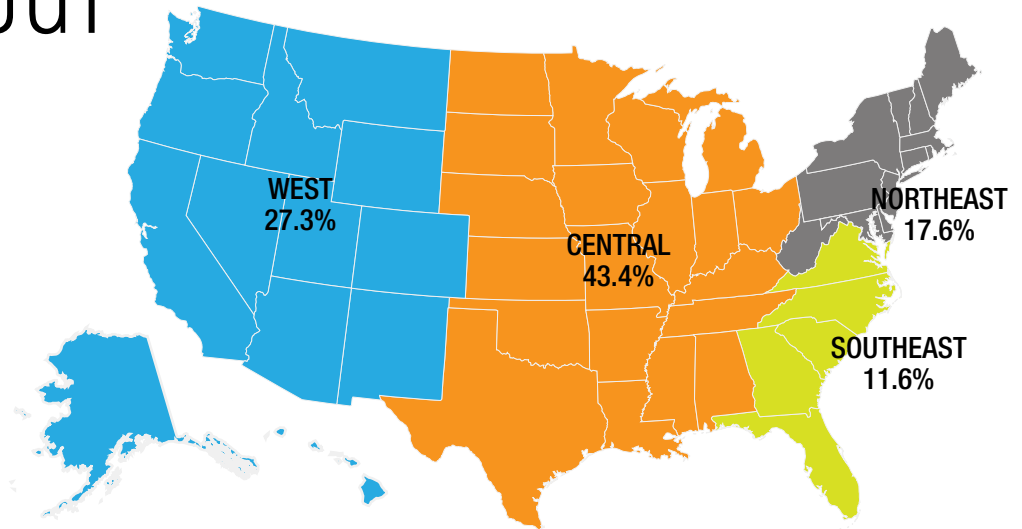 WEST
27.3%
CENTRAL
43.4%
NORTHEAST
17.6%
SOUTHEAST
11.6%